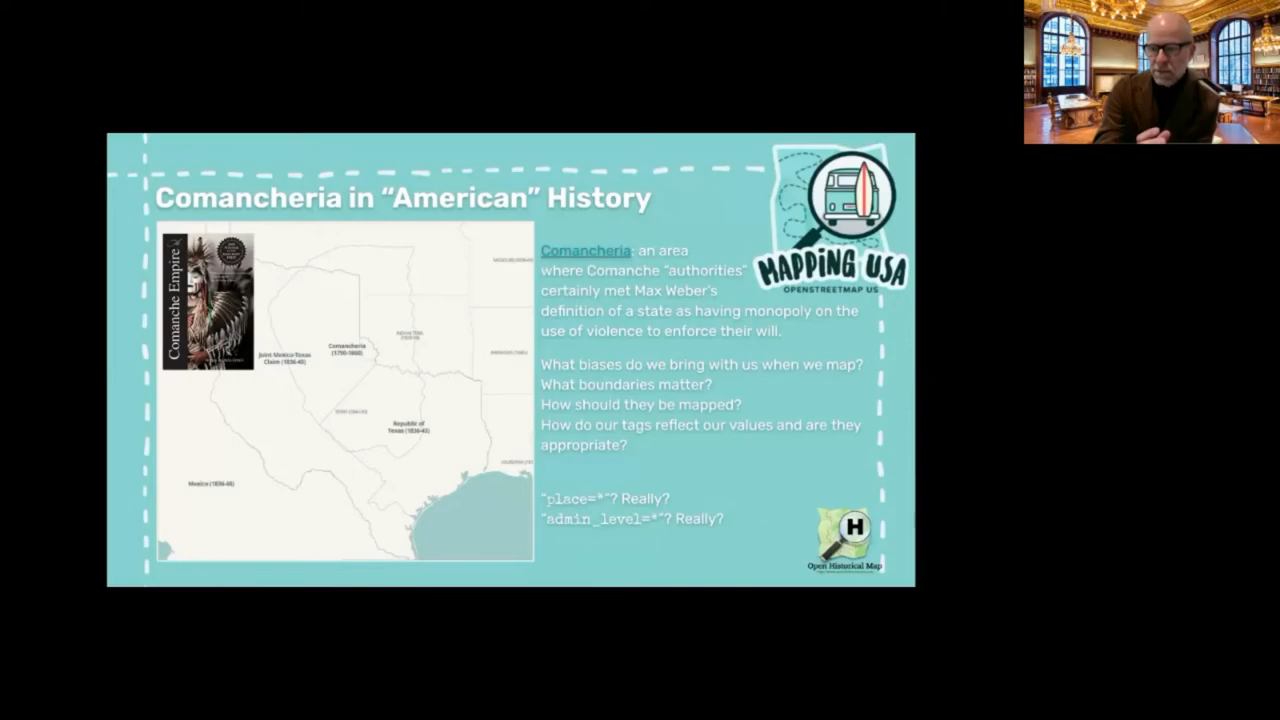 Comancheria in “American” History
Comanche Empire
Comancheria: an area
where Comanche “authorities”
certainly met Max Weber's
definition of a state as having monopoly on the
use of violence to enforce their will.
What biases do we bring with us when we map?
What boundaries matter?
How should they be mapped?
How do our tags reflect our values and are they
appropriate?
“place=*”? Really?
“admin_level=*”? Really?
MAPPING USA
OPENSTREETMAP US
Joint Mexico-Texas
Claim (1836-45)
Comancheria
(1750-1860)
Republic of
Texas (1836-45)
Mexico (1836-48)
H
Open Historical Map